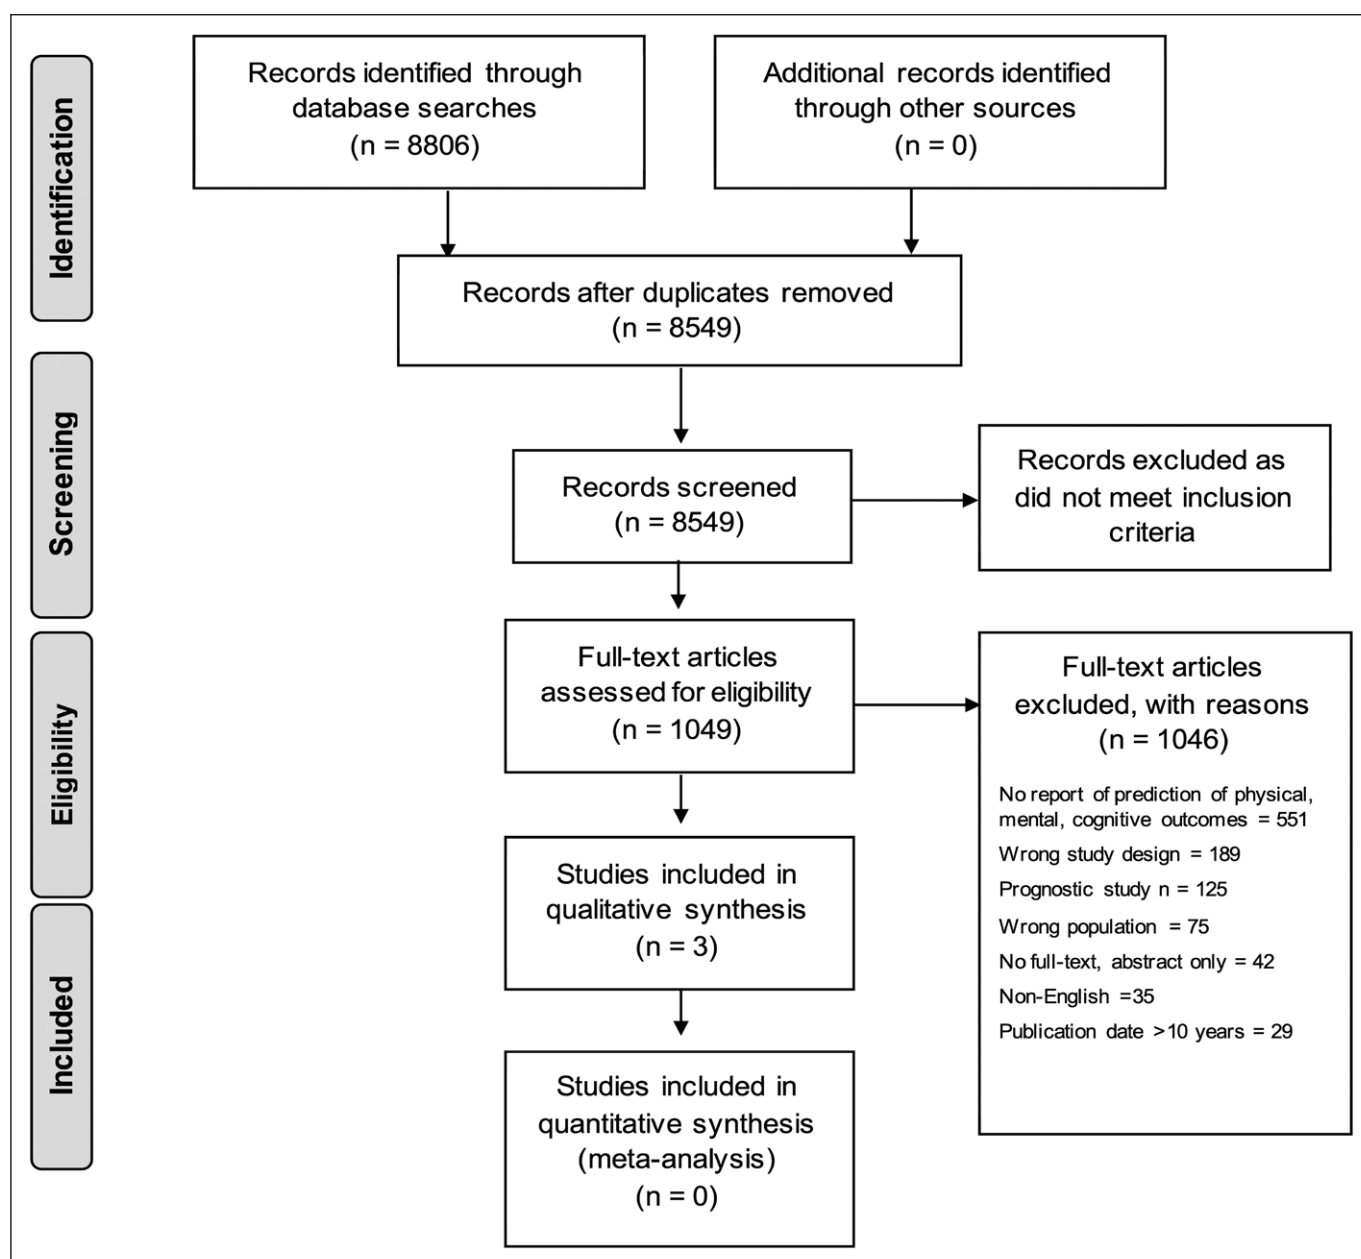 Identification
Records identified through
database searches
(n = 8806)
Additional records identified
through other sources
(n = 0)
Records after duplicates removed
(n = 8549)
Screening
Records screened
(n = 8549)
Records excluded as
did not meet inclusion
criteria
Eligibility
Full-text articles
assessed for eligibility
(n = 1049)
Full-text articles
excluded, with reasons
(n = 1046)
No report of prediction of physical,
mental, cognitive outcomes = 551
Wrong study design = 189
Prognostic study n = 125
Wrong population = 75
No full-text, abstract only = 42
Non-English =35
Publication date >10 years = 29
Included
Studies included in
qualitative synthesis
(n = 3)
Studies included in
quantitative synthesis
(meta-analysis)
(n = 0)